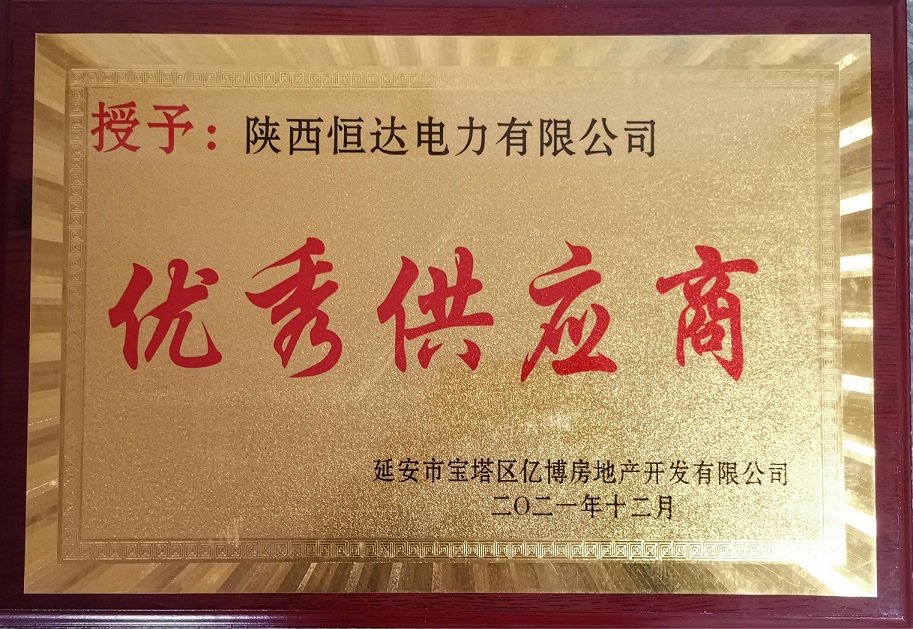 授予：陕西恒达电力有限公司
优秀供应商
延安市宝塔区亿博房地产开发有限公司
二〇二一年十二月